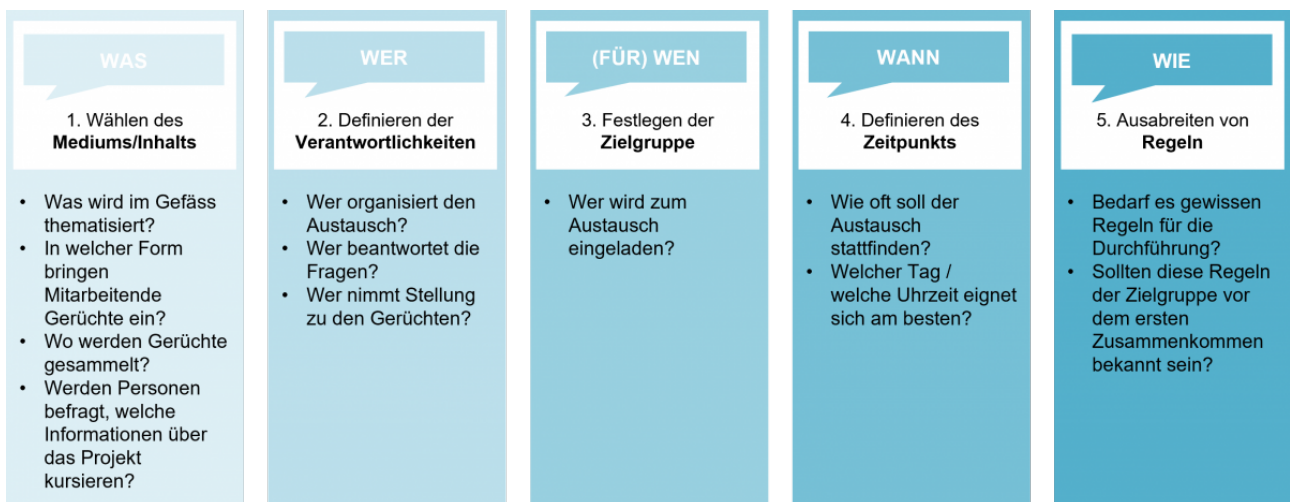 WAS
1. Wählen des
Mediums/Inhalts
• Was wird im Gefäss
thematisiert?
• In welcher Form
bringen
Mitarbeitende
Gerüchte ein?
• Wo werden Gerüchte
gesammelt?
• Werden Personen
befragt, welche
Informationen über
das Projekt
kursieren?
WER
2. Definieren der
Verantwortlichkeiten
• Wer organisiert den
Austausch?
• Wer beantwortet die
Fragen?
• Wer nimmt Stellung
zu den Gerüchten?
(FÜR) WEN
3. Festlegen der
Zielgruppe
• Wer wird zum
Austausch
eingeladen?
WANN
4. Definieren des
Zeitpunkts
• Wie oft soll der
Austausch
stattfinden?
• Welcher Tag /
welche Uhrzeit eignet
sich am besten?
WIE
5. Ausabreiten von
Regeln
• Bedarf es gewissen
Regeln für die
Durchführung?
• Sollten diese Regeln
der Zielgruppe vor
dem ersten
Zusammenkommen
bekannt sein?